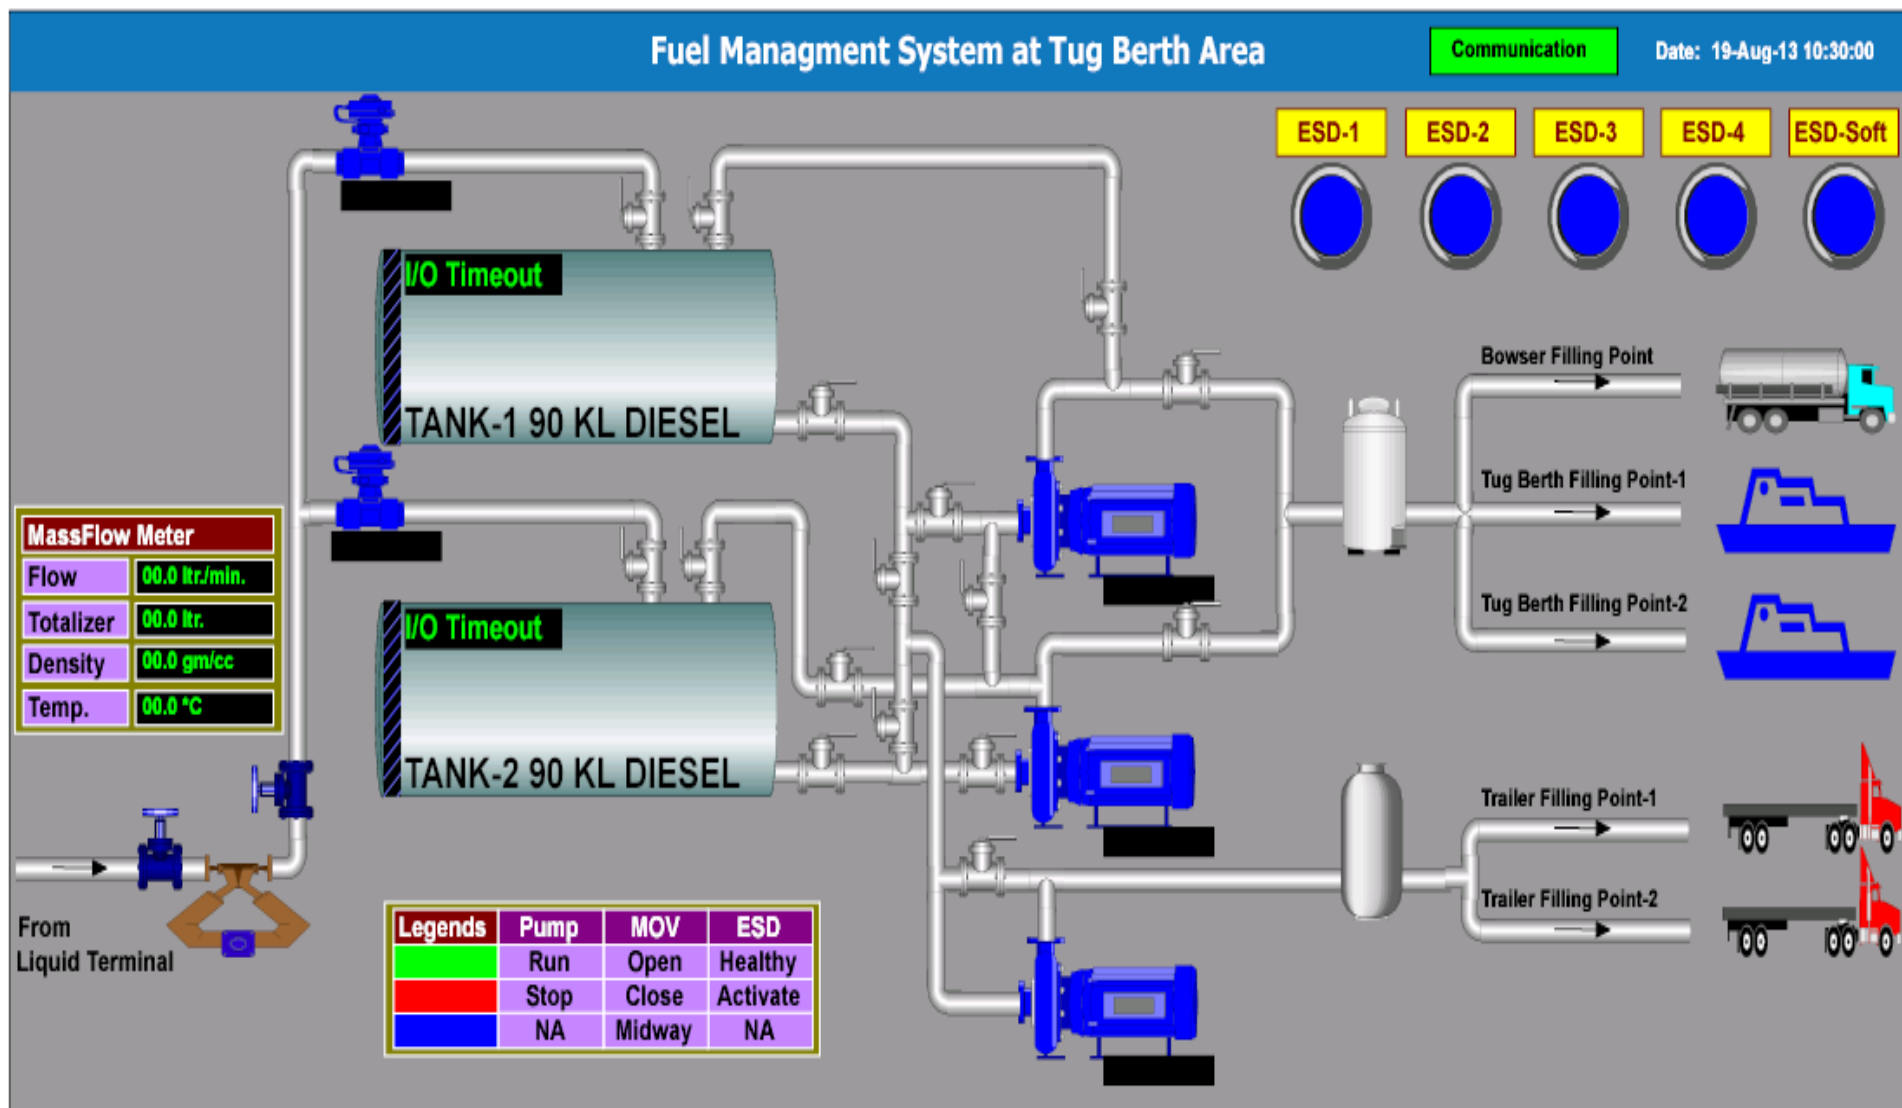 Fuel Managment System at Tug Berth Area
Communication
Date: 19-Aug-13 10:30:00
ESD-1
ESD-2
ESD-3
ESD-4
ESD-Soft
I/O Timeout
TANK-1 90 KL DIESEL
Bowser Filling Point
Tug Berth Filling Point-1
Tug Berth Filling Point-2
MassFlow Meter
Flow 00.0 ltr./min.
Totalizer 00.0 ltr.
Density 00.0 gm/cc
Temp. 00.0 °C
I/O Timeout
TANK-2 90 KL DIESEL
Trailer Filling Point-1
Trailer Filling Point-2
From
Liquid Terminal
Legends Pump MOV ESD
Run Open Healthy
Stop Close Activate
NA Midway NA